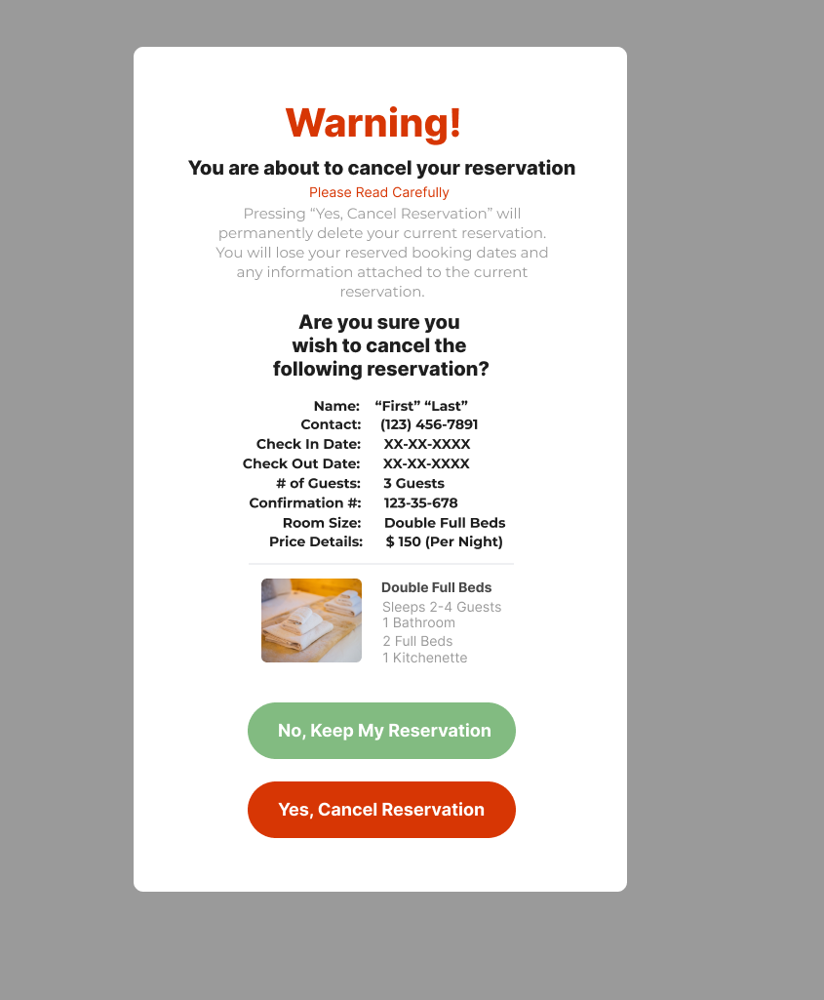 Warning!
You are about to cancel your reservation
Please Read Carefully
Pressing “Yes, Cancel Reservation” will
permanently delete your current reservation.
You will lose your reserved booking dates and
any information attached to the current
reservation.
Are you sure you
wish to cancel the
following reservation?
Name: “First” “Last”
Contact: (123) 456-7891
Check In Date: XX-XX-XXXX
Check Out Date: XX-XX-XXXX
# of Guests: 3 Guests
Confirmation #: 123-35-678
Room Size: Double Full Beds
Price Details: $ 150 (Per Night)
Double Full Beds
Sleeps 2-4 Guests
1 Bathroom
2 Full Beds
1 Kitchenette
No, Keep My Reservation
Yes, Cancel Reservation